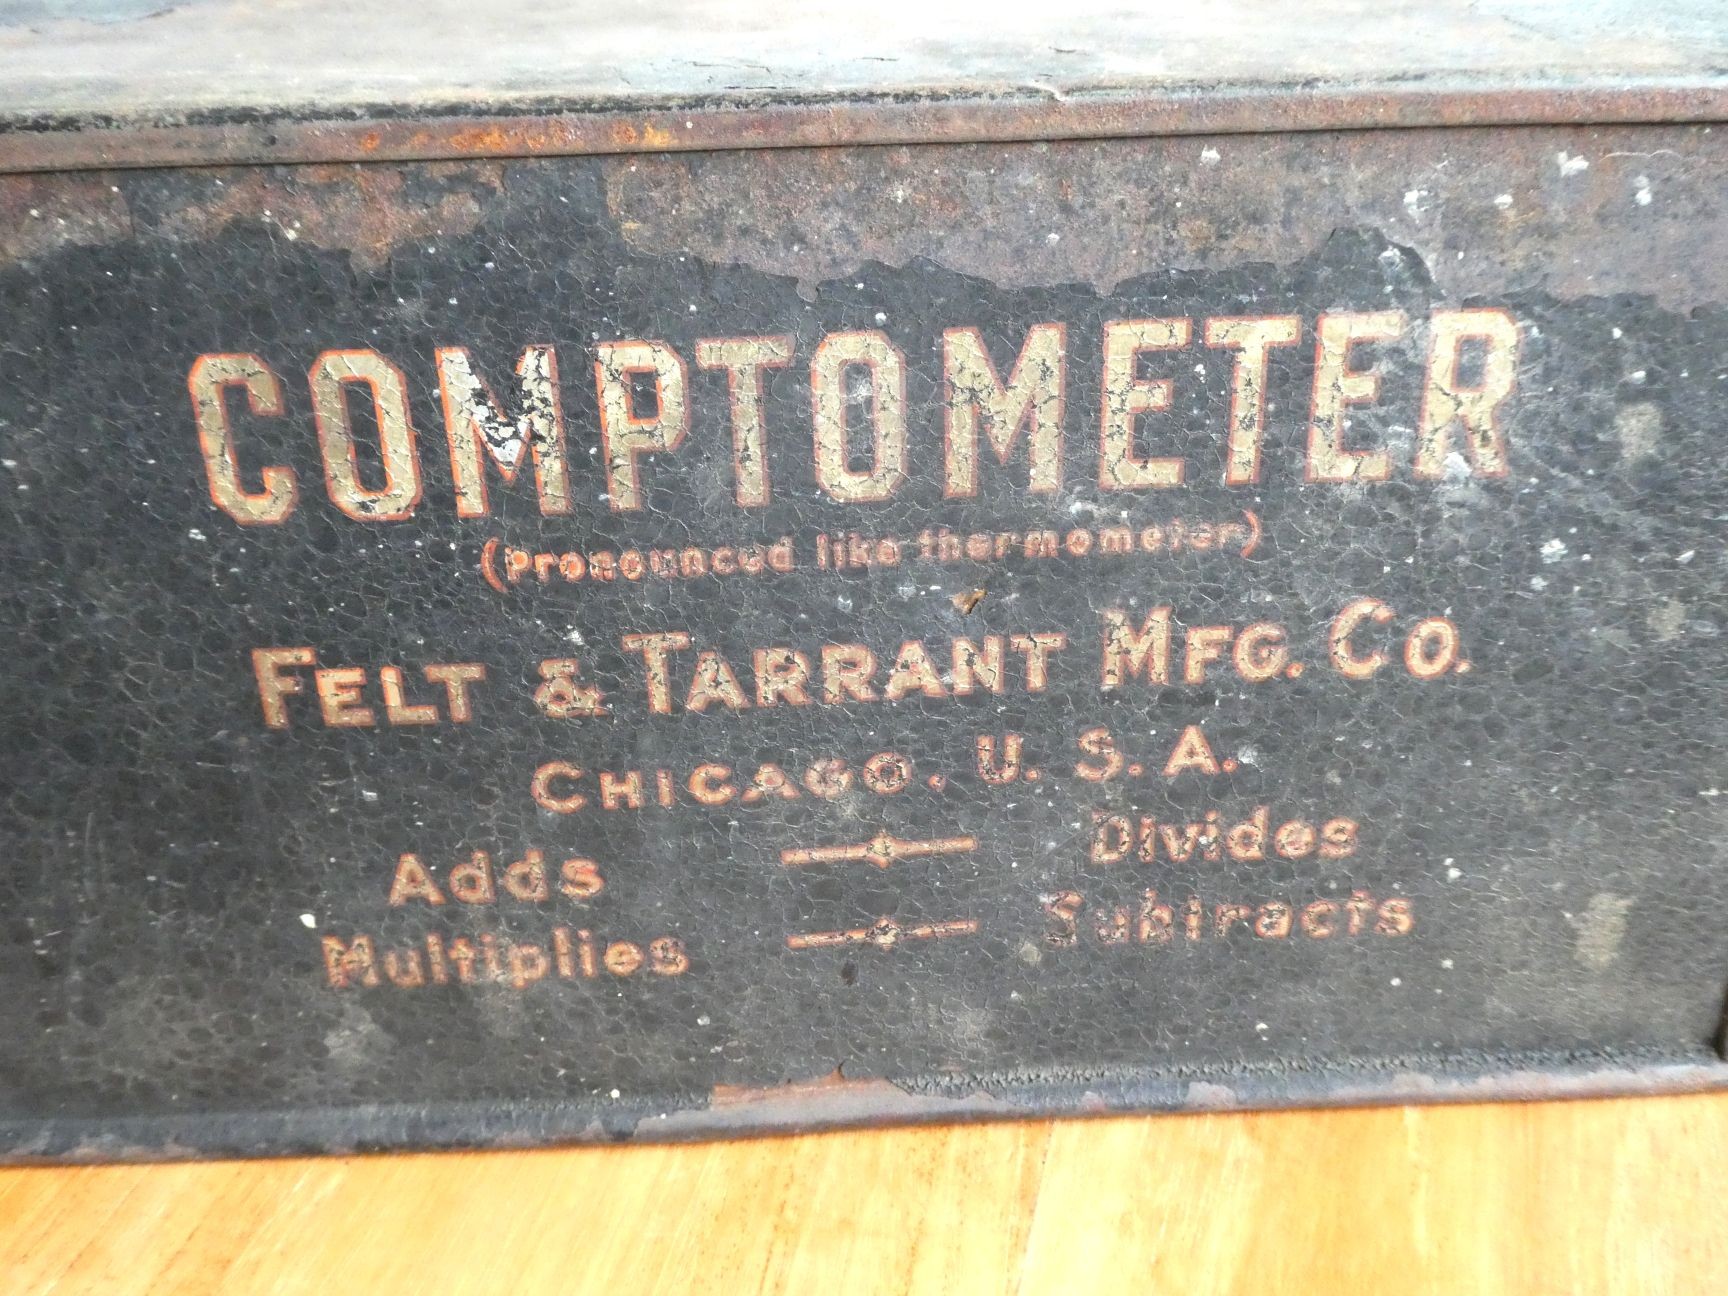 COMPTOMETER
(Pronounced like thermometer)
FELT & TARRANT MFG. CO.
CHICAGO, U. S. A.
Adds Divides
Multiplies Subtracts